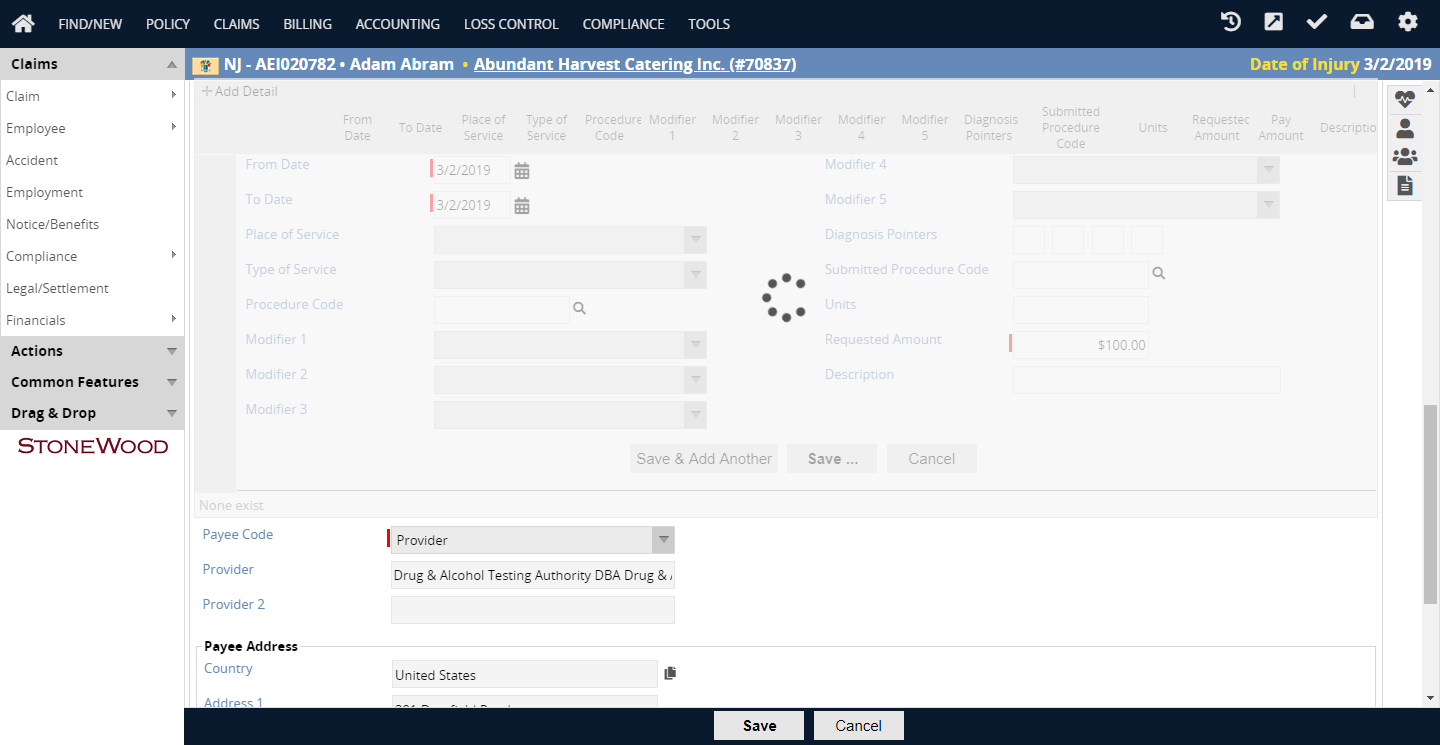 FIND/NEW POLICY CLAIMS BILLING ACCOUNTING LOSS CONTROL COMPLIANCE TOOLS
Claims
Claim
Employee
Accident
Employment
Notice/Benefits
Compliance
Legal/Settlement
Financials
Actions
Common Features
Drag & Drop
STONEWOOD
NJ - AEI020782 • Adam Abram • Abundant Harvest Catering Inc. (#70837)
Date of Injury 3/2/2019
Add Detail
From Date To Date Place of Service Type of Service Procedure Code Modifier 1 Modifier 2 Modifier 3 Modifier 4 Modifier 5 Diagnosis Pointers Submitted Procedure Code Units Requested Amount Pay Amount Descriptio
From Date 3/2/2019
To Date 3/2/2019
Place of Service
Type of Service
Procedure Code
Modifier 1
Modifier 2
Modifier 3
Modifier 4
Modifier 5
Diagnosis Pointers
Submitted Procedure Code
Units
Requested Amount $100.00
Description
Save & Add Another Save ... Cancel
None exist
Payee Code Provider
Provider Drug & Alcohol Testing Authority DBA Drug &
Provider 2
Payee Address
Country United States
Address 1
Save Cancel